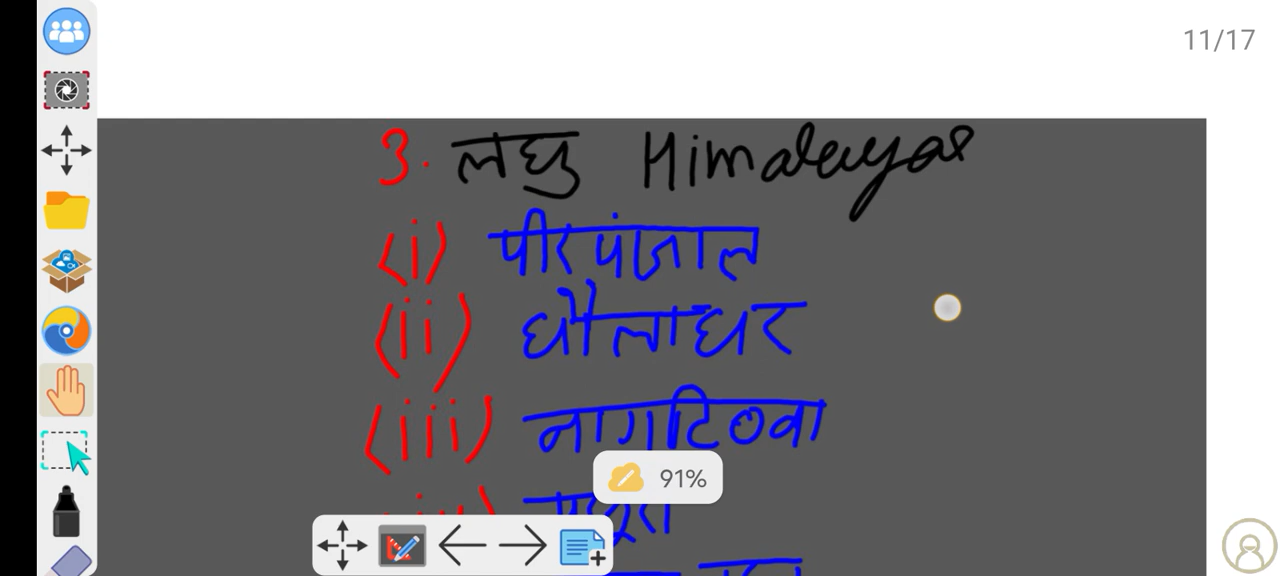 11/17
3. लघु Himalayas
(i) पीरपंजाल
(ii) धौलाधर
(iii) नागटिब्बा
91%